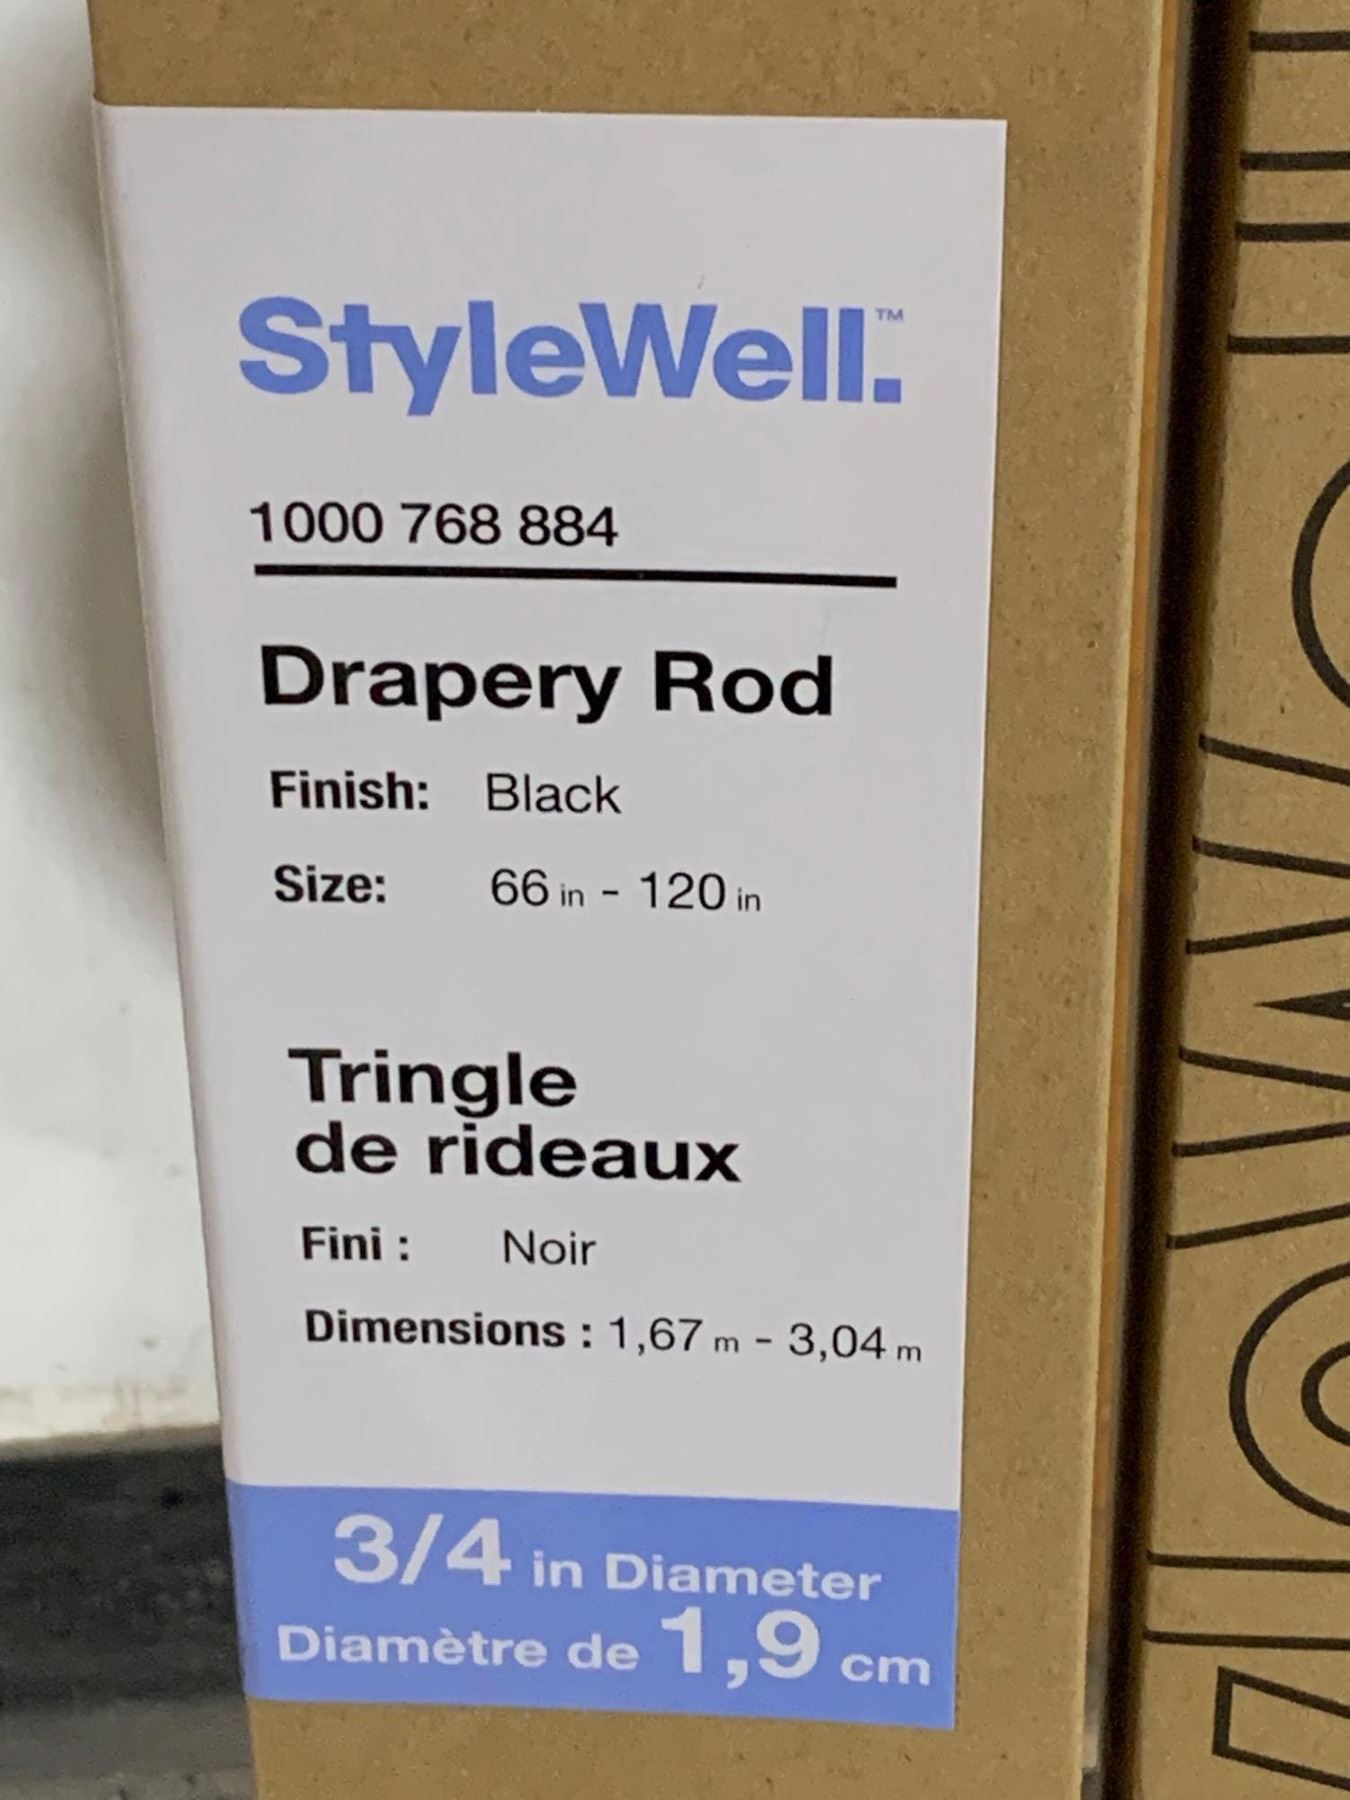 StyleWell.™
1000 768 884
Drapery Rod
Finish: Black
Size: 66 in - 120 in
Tringle
de rideaux
Fini : Noir
Dimensions : 1,67 m - 3,04 m
3/4 in Diameter
Diamètre de 1,9 cm